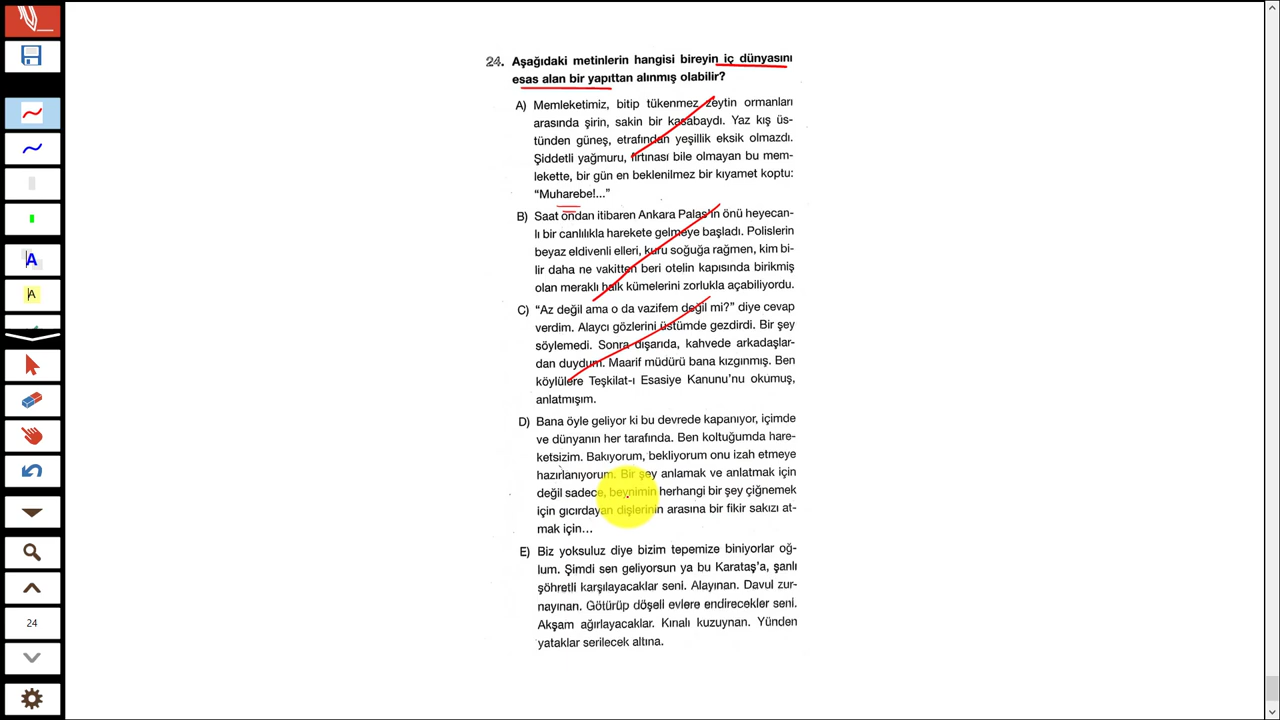 24. Aşağıdaki metinlerin hangisi bireyin iç dünyasını
esas alan bir yapıttan alınmış olabilir?
A) Memleketimiz, bitip tükenmez zeytin ormanları
arasında şirin, sakin bir kasabaydı. Yaz kış üs-
tünden güneş, etrafından yeşillik eksik olmazdı.
Şiddetli yağmuru, fırtınası bile olmayan bu mem-
lekette, bir gün en beklenilmez bir kıyamet koptu:
“Muharebe!...”
B) Saat ondan itibaren Ankara Palas'ın önü heyecan-
lı bir canlılıkla harekete gelmeye başladı. Polislerin
beyaz eldivenli elleri, kuru soğuğa rağmen, kim bi-
lir daha ne vakitten beri otelin kapısında birikmiş
olan meraklı halk kümelerini zorlukla açabiliyordu.
C) “Az değil ama o da vazifem değil mi?” diye cevap
verdim. Alaycı gözlerini üstümde gezdirdi. Bir şey
söylemedi. Sonra dışarıda, kahvede arkadaşlar-
dan duydum. Maarif müdürü bana kızgınmış. Ben
köylülere Teşkilat-ı Esasiye Kanunu'nu okumuş,
anlatmışım.
D) Bana öyle geliyor ki bu devrede kapanıyor, içimde
ve dünyanın her tarafında. Ben koltuğumda hare-
ketsizim. Bakıyorum, bekliyorum onu izah etmeye
hazırlanıyorum. Bir şey anlamak ve anlatmak için
değil sadece, beynimin herhangi bir şey çiğnemek
için gıcırdayan dişlerinin arasına bir fikir sakızı at-
mak için...
E) Biz yoksuluz diye bizim tepemize biniyorlar oğ-
lum. Şimdi sen geliyorsun ya bu Karataş'a, şanlı
şöhretli karşılayacaklar seni. Alayınan. Davul zur-
nayınan. Götürüp döşeli evlere endirecekler seni.
Akşam ağırlayacaklar. Kınalı kuzuynan. Yünden
yataklar serilecek altına.
A
A
24